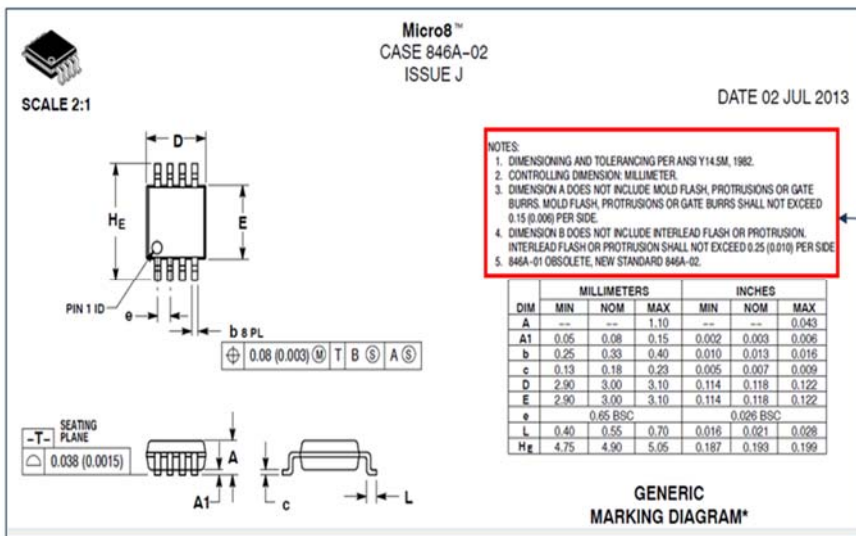 Micro8™
CASE 846A-02
ISSUE J
DATE 02 JUL 2013
SCALE 2:1
D
HE
E
PIN 1 ID
e
b 8 PL
0.08 (0.003) Ⓜ T B Ⓢ A Ⓢ
-T- SEATING
PLANE
0.038 (0.0015)
A
A1
c
L
NOTES:
1. DIMENSIONING AND TOLERANCING PER ANSI Y14.5M, 1982.
2. CONTROLLING DIMENSION: MILLIMETER.
3. DIMENSION A DOES NOT INCLUDE MOLD FLASH, PROTRUSIONS OR GATE
BURRS. MOLD FLASH, PROTRUSIONS OR GATE BURRS SHALL NOT EXCEED
0.15 (0.006) PER SIDE.
4. DIMENSION B DOES NOT INCLUDE INTERLEAD FLASH OR PROTRUSION.
INTERLEAD FLASH OR PROTRUSION SHALL NOT EXCEED 0.25 (0.010) PER SIDE
5. 846A-01 OBSOLETE, NEW STANDARD 846A-02.
MILLIMETERS INCHES
DIM MIN NOM MAX MIN NOM MAX
A -- -- 1.10 -- -- 0.043
A1 0.05 0.08 0.15 0.002 0.003 0.006
b 0.25 0.33 0.40 0.010 0.013 0.016
c 0.13 0.18 0.23 0.005 0.007 0.009
D 2.90 3.00 3.10 0.114 0.118 0.122
E 2.90 3.00 3.10 0.114 0.118 0.122
e 0.65 BSC 0.026 BSC
L 0.40 0.55 0.70 0.016 0.021 0.028
HE 4.75 4.90 5.05 0.187 0.193 0.199
GENERIC
MARKING DIAGRAM*